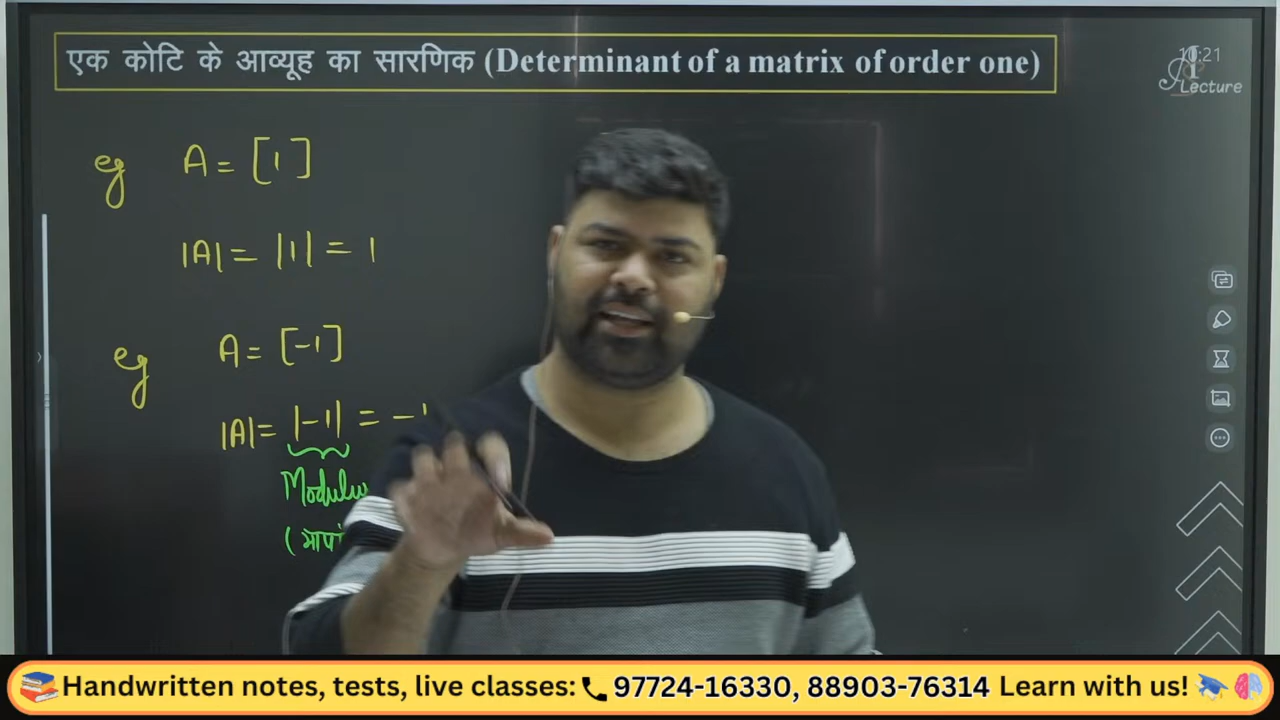 एक कोटि के आव्यूह का सारणिक (Determinant of a matrix of order one)
Lecture
eg A = [1]
|A| = |1| = 1
eg A = [-1]
|A| = |-1| = -1
📚Handwritten notes, tests, live classes:📞97724-16330, 88903-76314 Learn with us! 🎓🧠